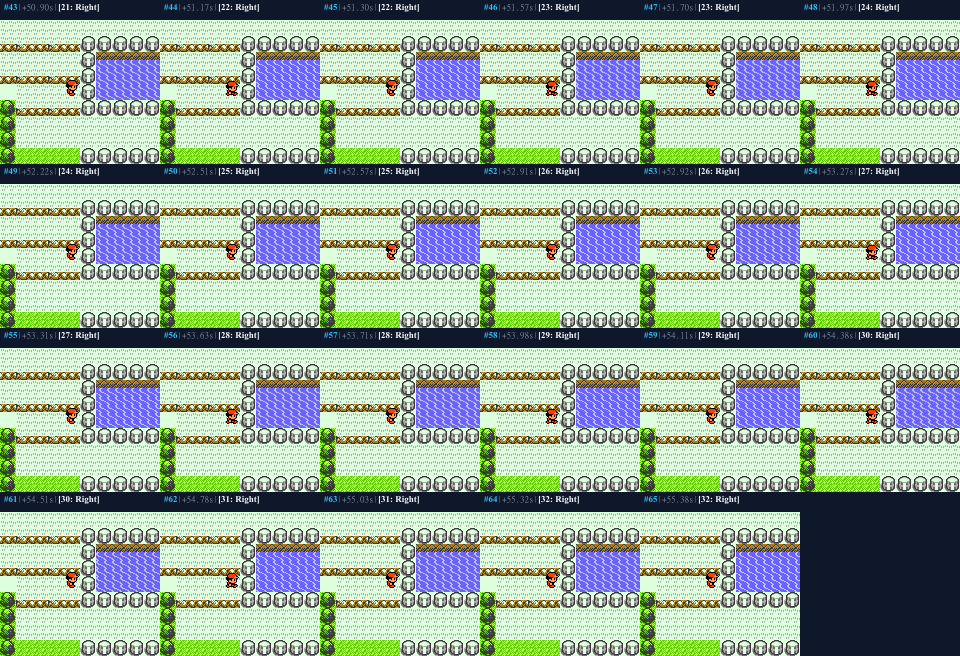 #43|+50.90s|[21: Right]
#44|+51.17s|[22: Right]
#45|+51.30s|[22: Right]
#46|+51.57s|[23: Right]
#47|+51.70s|[23: Right]
#48|+51.97s|[24: Right]
#49|+52.22s|[24: Right]
#50|+52.51s|[25: Right]
#51|+52.57s|[25: Right]
#52|+52.91s|[26: Right]
#53|+52.92s|[26: Right]
#54|+53.27s|[27: Right]
#55|+53.31s|[27: Right]
#56|+53.63s|[28: Right]
#57|+53.71s|[28: Right]
#58|+53.98s|[29: Right]
#59|+54.11s|[29: Right]
#60|+54.38s|[30: Right]
#61|+54.51s|[30: Right]
#62|+54.78s|[31: Right]
#63|+55.03s|[31: Right]
#64|+55.32s|[32: Right]
#65|+55.38s|[32: Right]